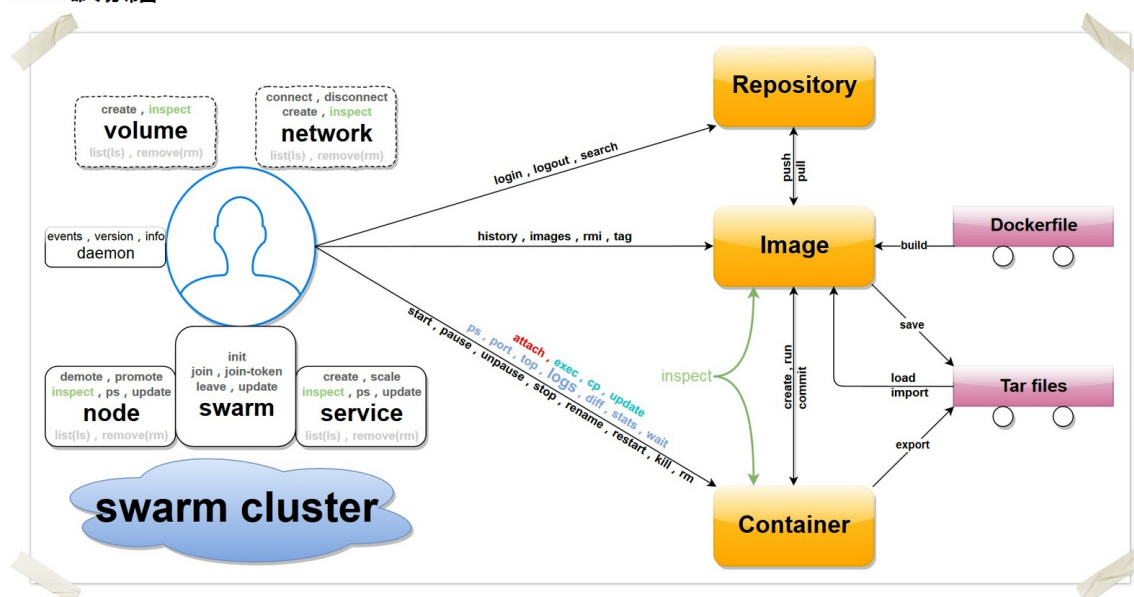 create , inspect
volume
list(ls) , remove(rm)
connect , disconnect
create , inspect
network
list(ls) , remove(rm)
events , version , info
daemon
init
join , join-token
leave , update
swarm
demote , promote
inspect , ps , update
node
list(ls) , remove(rm)
create , scale
inspect , ps , update
service
list(ls) , remove(rm)
swarm cluster
login , logout , search
history , images , rmi , tag
attach , exec , cp , update
ps , port , top , logs , diff , stats , wait
start , pause , unpause , stop , rename , restart , kill , rm
inspect
Repository
push
pull
Image
create , run
commit
Container
build
Dockerfile
save
load
import
Tar files
export